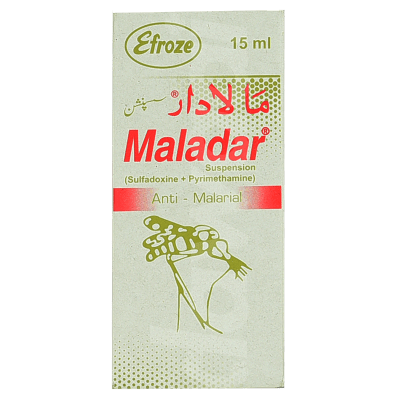 Efroze
15 ml
مالادار®
سسپنشن
Maladar®
Suspension
(Sulfadoxine + Pyrimethamine)
Anti - Malarial